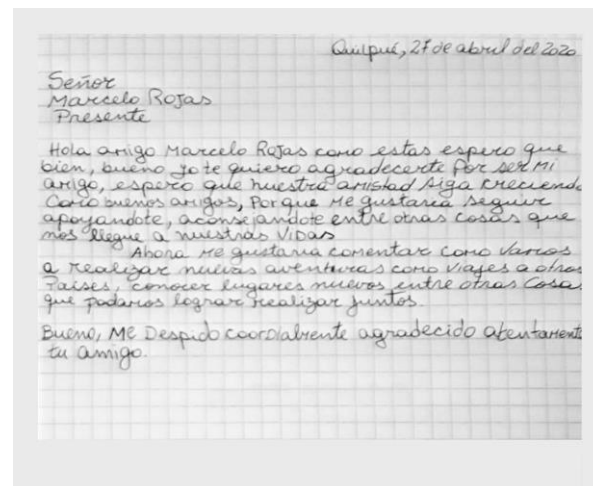 Quilpué, 27 de abril del 2020
Señor
Marcelo Rojas
Presente
Hola amigo Marcelo Rojas como estas espero que
bien, bueno yo te quiero agradecerte por ser mi
amigo, espero que nuestra amistad siga creciendo
como buenos amigos, porque me gustaria seguir
apoyandote, aconsejandote entre otras cosas que
nos llegue a nuestras vidas
Ahora me gustaria comentar como vamos
a realizar nuevas aventuras como viajes a otros
Paises, conocer lugares nuevos entre otras cosas
que podamos lograr realizar juntos.
Bueno, me Despido coordialmente agradecido atentamente
tu amigo.